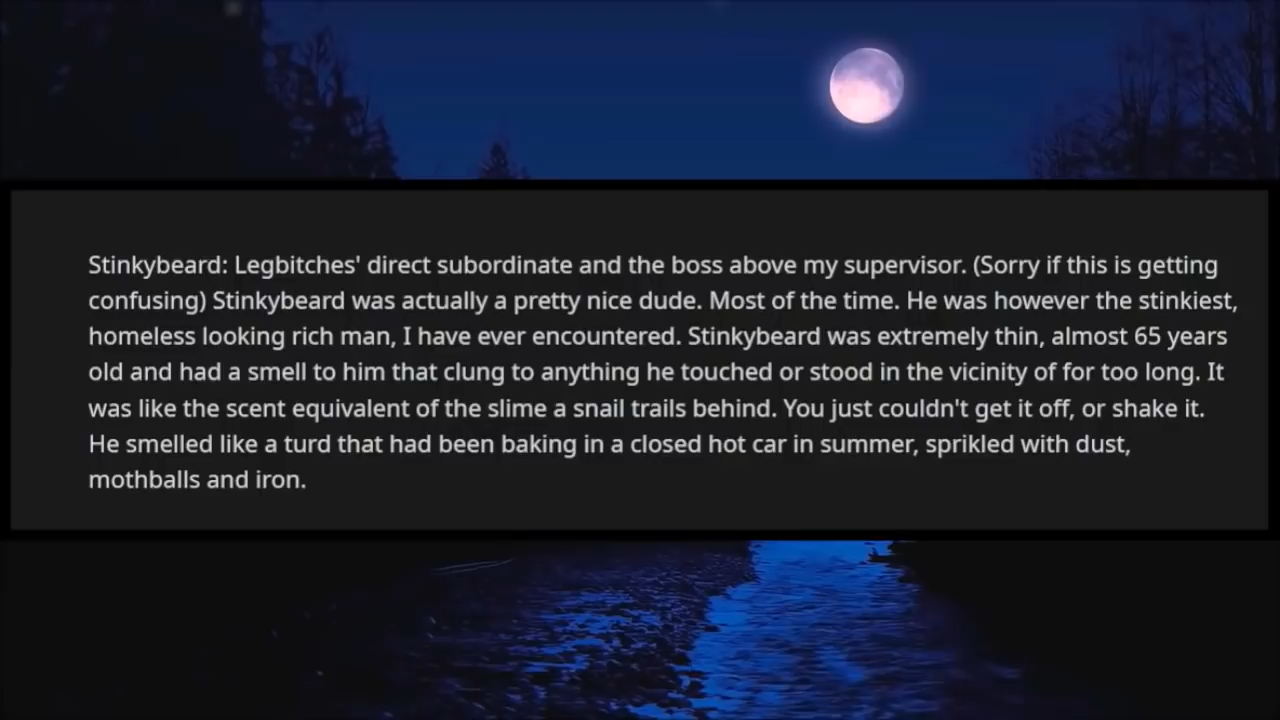 Stinkybeard: Legbitches' direct subordinate and the boss above my supervisor. (Sorry if this is getting
confusing) Stinkybeard was actually a pretty nice dude. Most of the time. He was however the stinkiest,
homeless looking rich man, I have ever encountered. Stinkybeard was extremely thin, almost 65 years
old and had a smell to him that clung to anything he touched or stood in the vicinity of for too long. It
was like the scent equivalent of the slime a snail trails behind. You just couldn't get it off, or shake it.
He smelled like a turd that had been baking in a closed hot car in summer, sprikled with dust,
mothballs and iron.